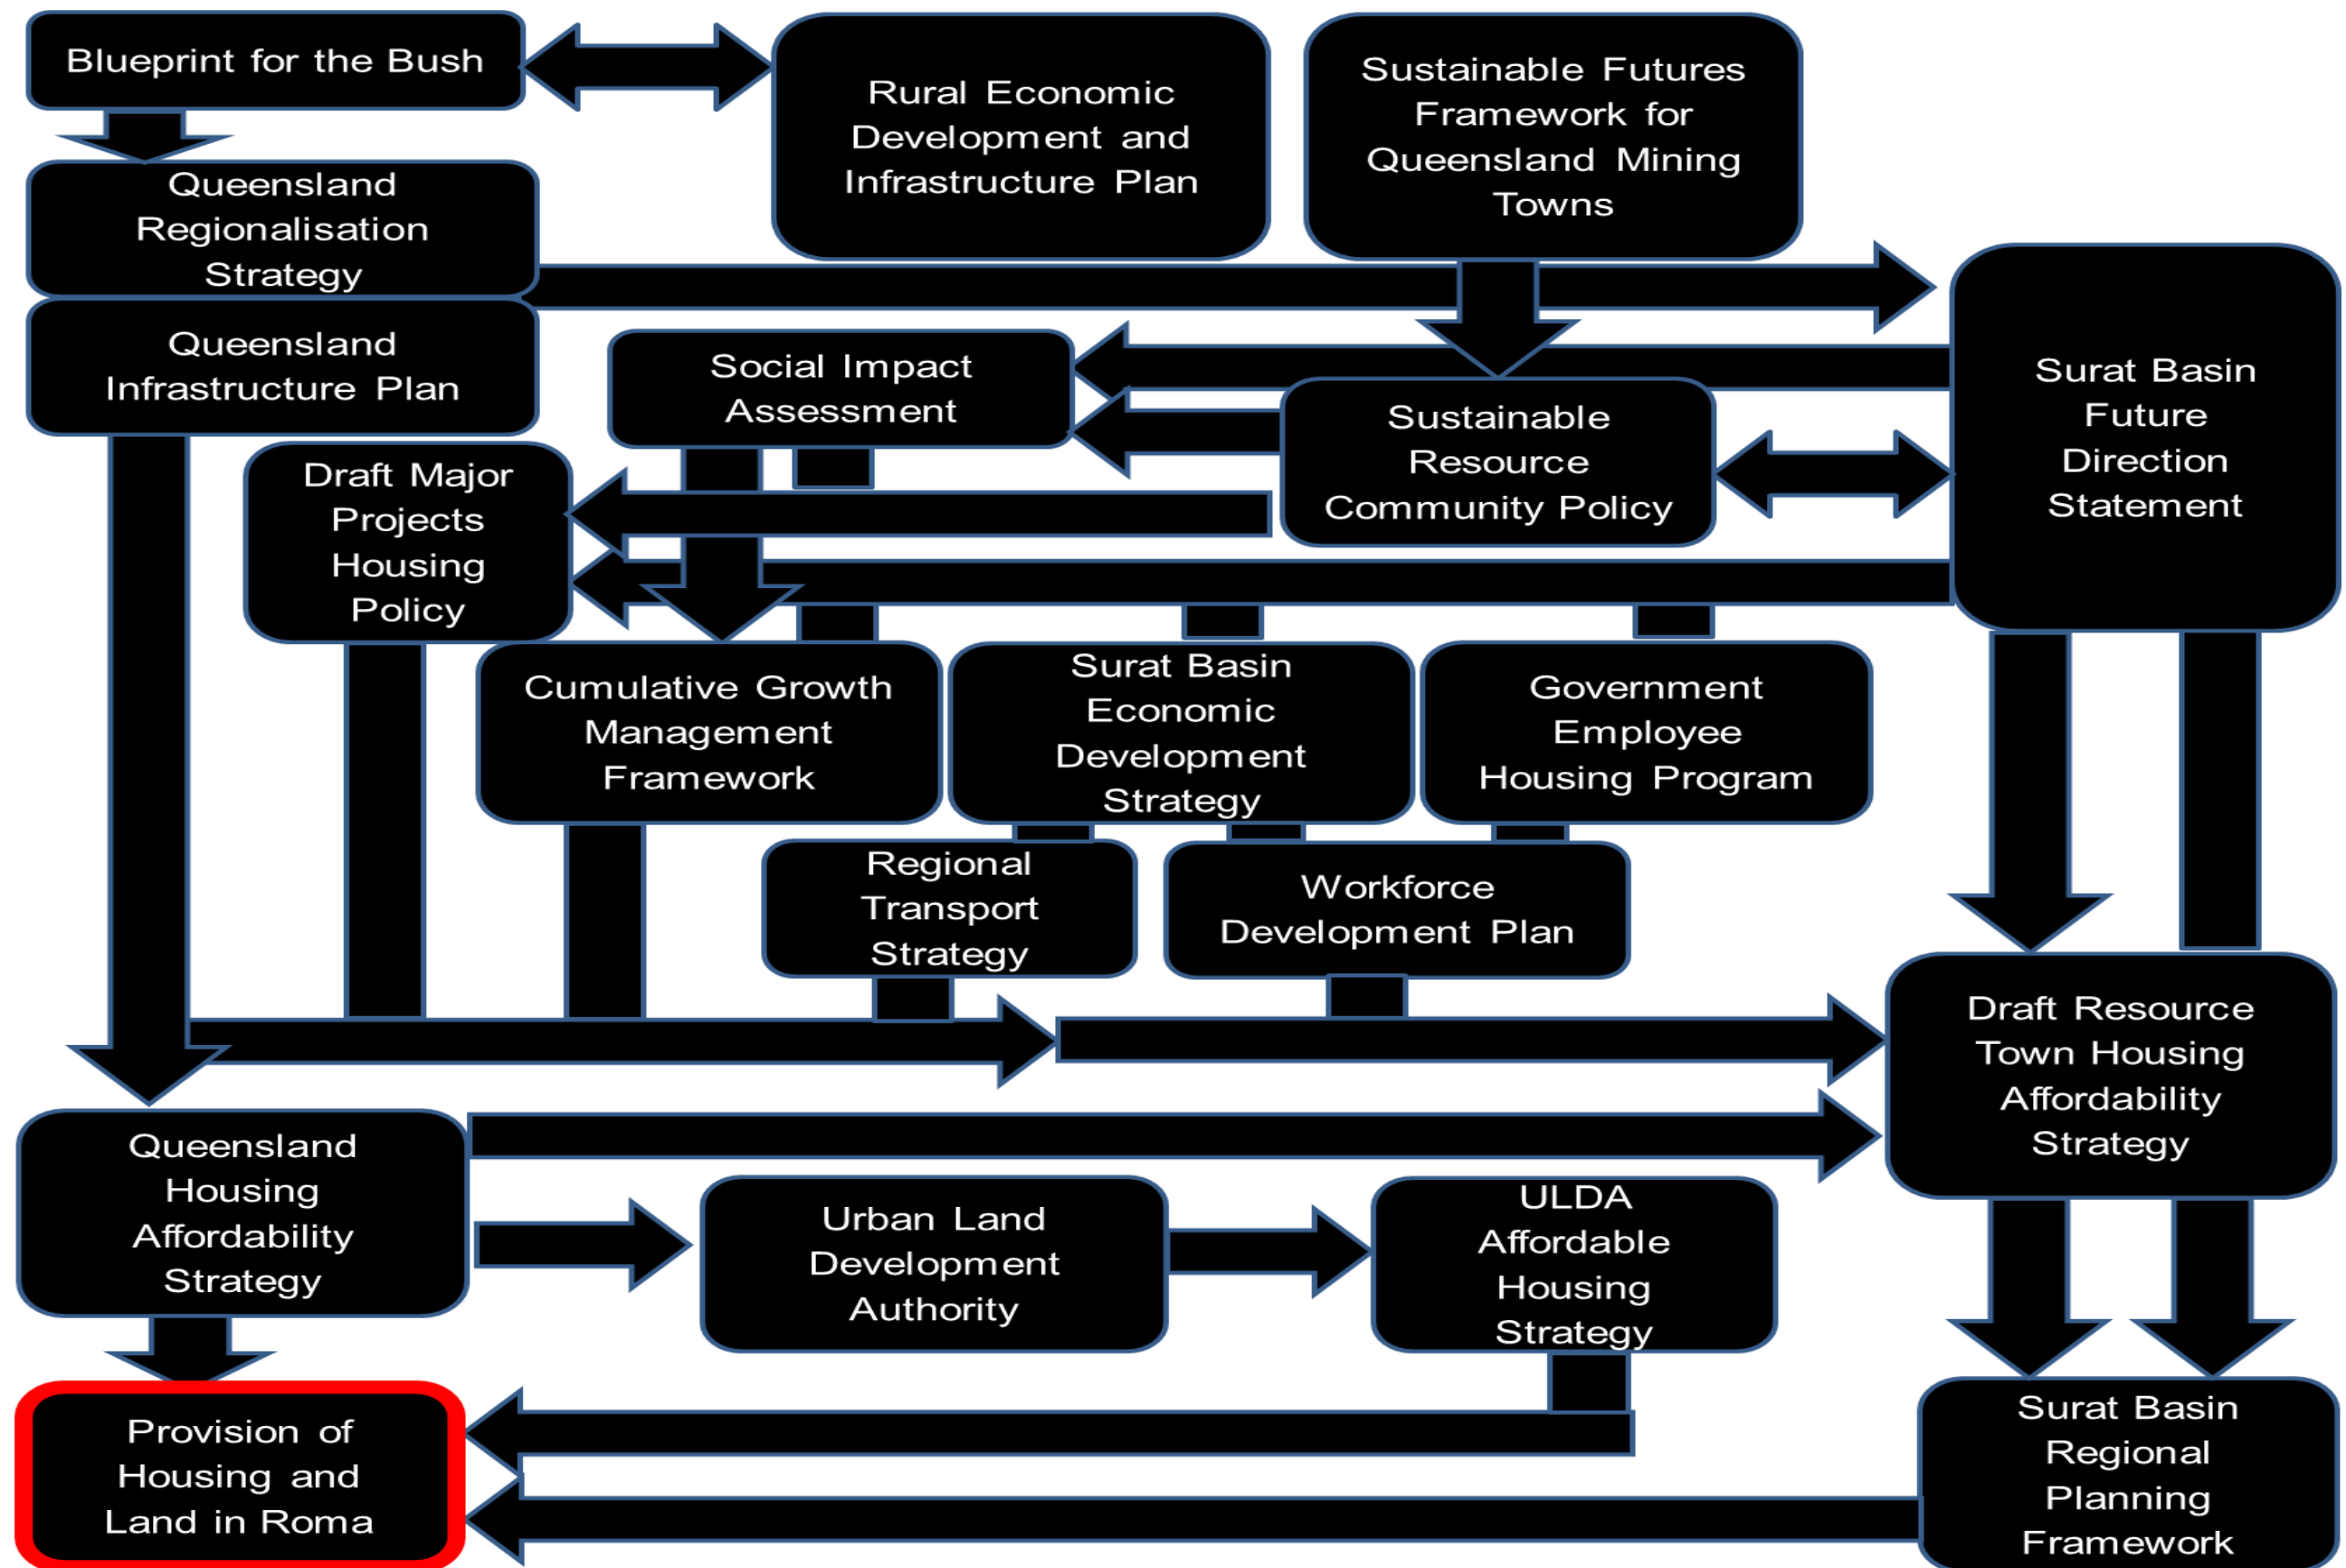 Blueprint for the Bush
Rural Economic
Development and
Infrastructure Plan
Sustainable Futures
Framework for
Queensland Mining
Towns
Queensland
Regionalisation
Strategy
Queensland
Infrastructure Plan
Social Impact
Assessment
Sustainable
Resource
Community Policy
Surat Basin
Future
Direction
Statement
Draft Major
Projects
Housing
Policy
Cumulative Growth
Management
Framework
Surat Basin
Economic
Development
Strategy
Government
Employee
Housing Program
Regional
Transport
Strategy
Workforce
Development Plan
Draft Resource
Town Housing
Affordability
Strategy
Queensland
Housing
Affordability
Strategy
Urban Land
Development
Authority
ULDA
Affordable
Housing
Strategy
Provision of
Housing and
Land in Roma
Surat Basin
Regional
Planning
Framework